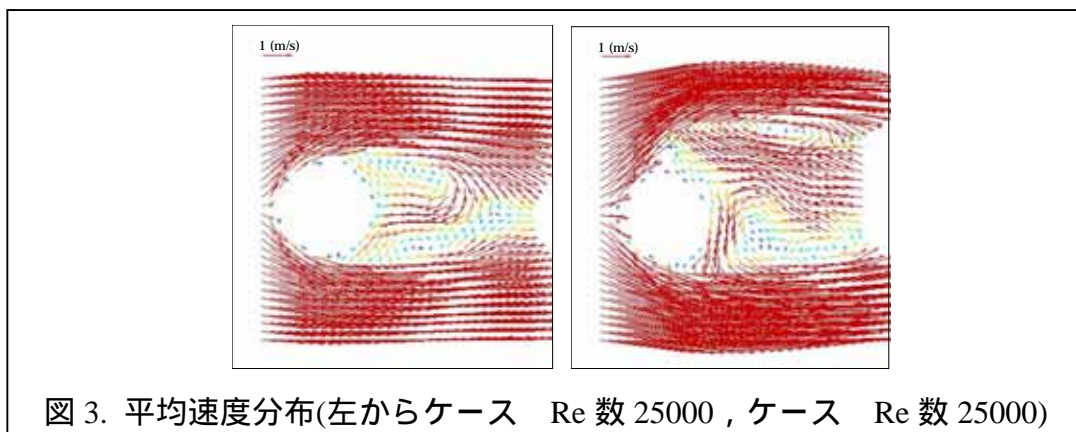 1 (m/s)
1 (m/s)
図 3. 平均速度分布(左からケース　Re 数 25000 , ケース　Re 数 25000)